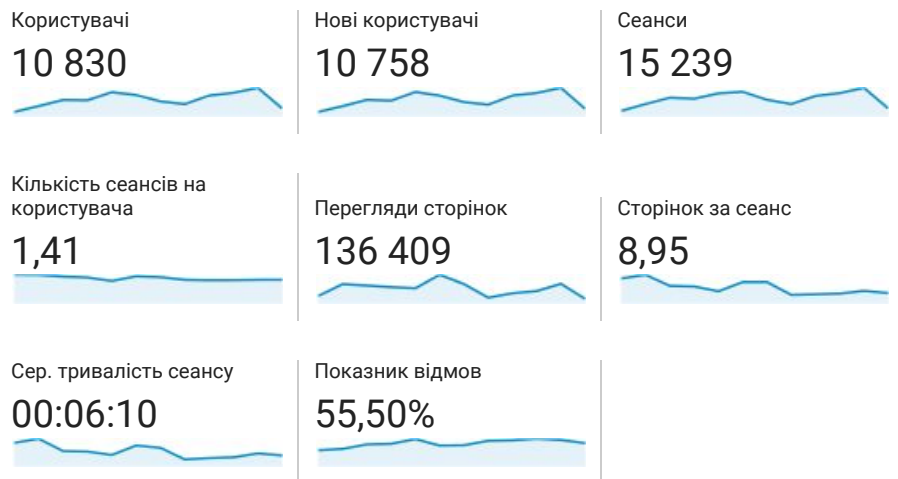 Користувачі
10 830
Нові користувачі
10 758
Сеанси
15 239
Кількість сеансів на
користувача
1,41
Перегляди сторінок
136 409
Сторінок за сеанс
8,95
Сер. тривалість сеансу
00:06:10
Показник відмов
55,50%